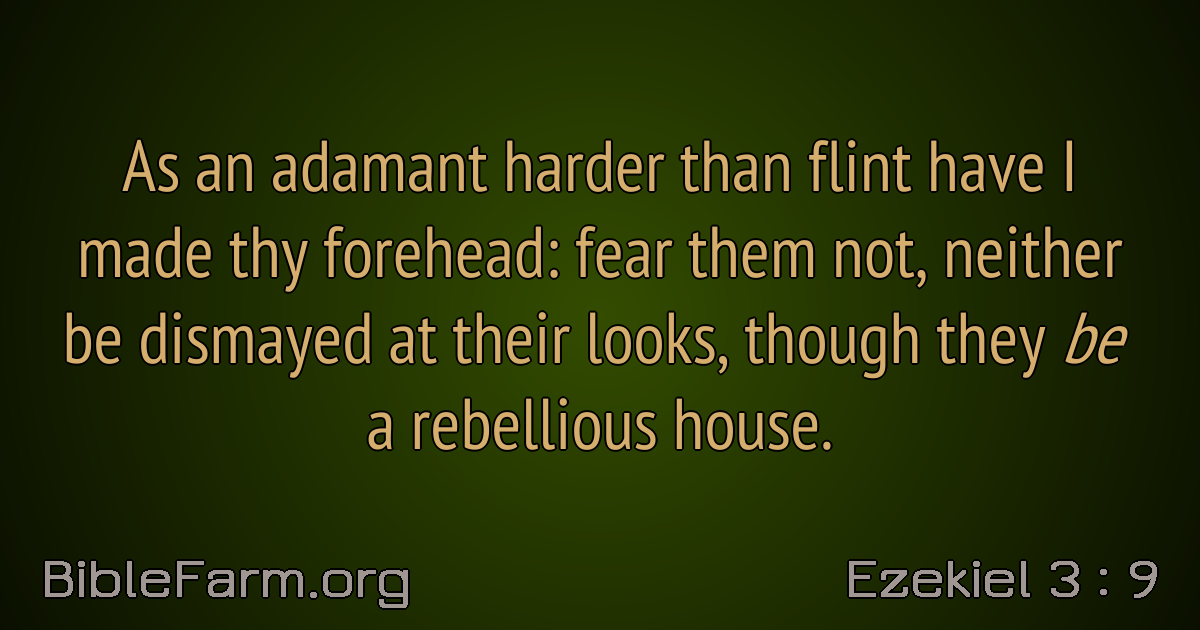 As an adamant harder than flint have I
made thy forehead: fear them not, neither
be dismayed at their looks, though they be
a rebellious house.
BibleFarm.org
Ezekiel 3 : 9